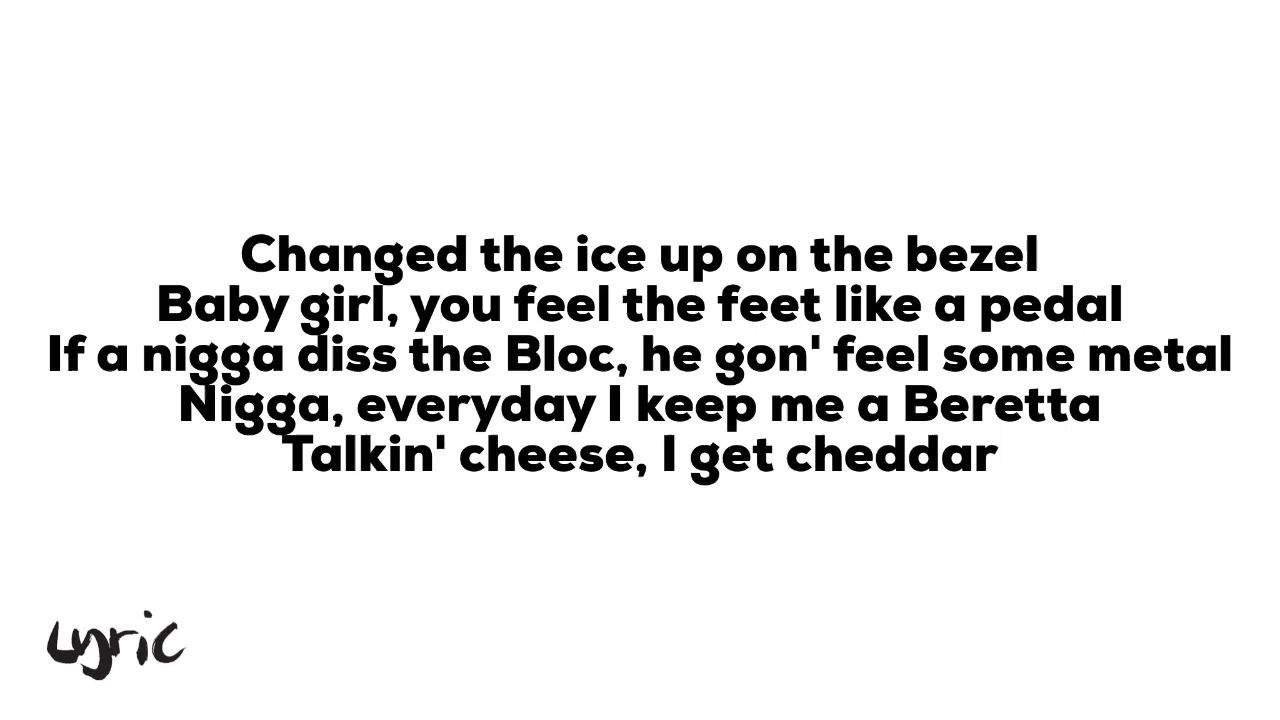 Changed the ice up on the bezel
Baby girl, you feel the feet like a pedal
If a nigga diss the Bloc, he gon' feel some metal
Nigga, everyday I keep me a Beretta
Talkin' cheese, I get cheddar
Lyric